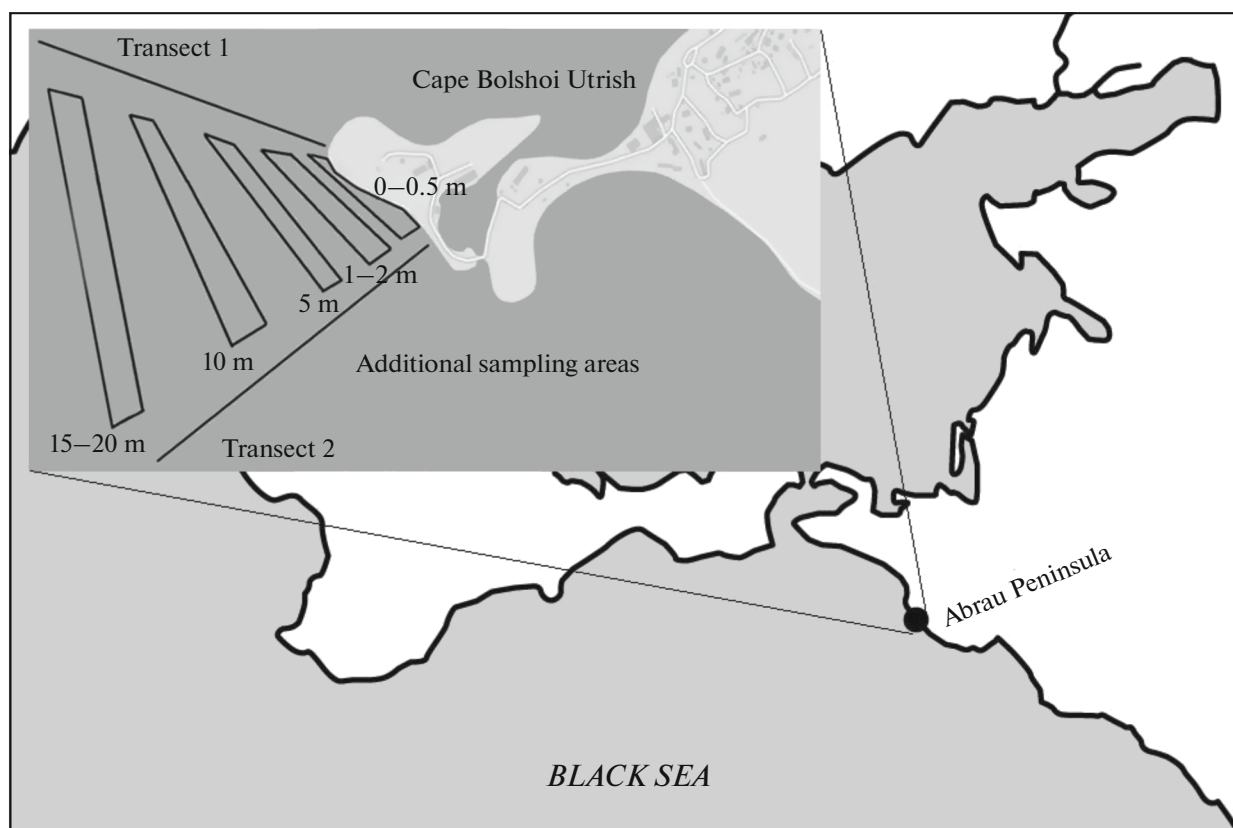 Transect 1
Cape Bolshoi Utrish
0–0.5 m
1–2 m
5 m
10 m
Additional sampling areas
15–20 m
Transect 2
Abrau Peninsula
BLACK SEA